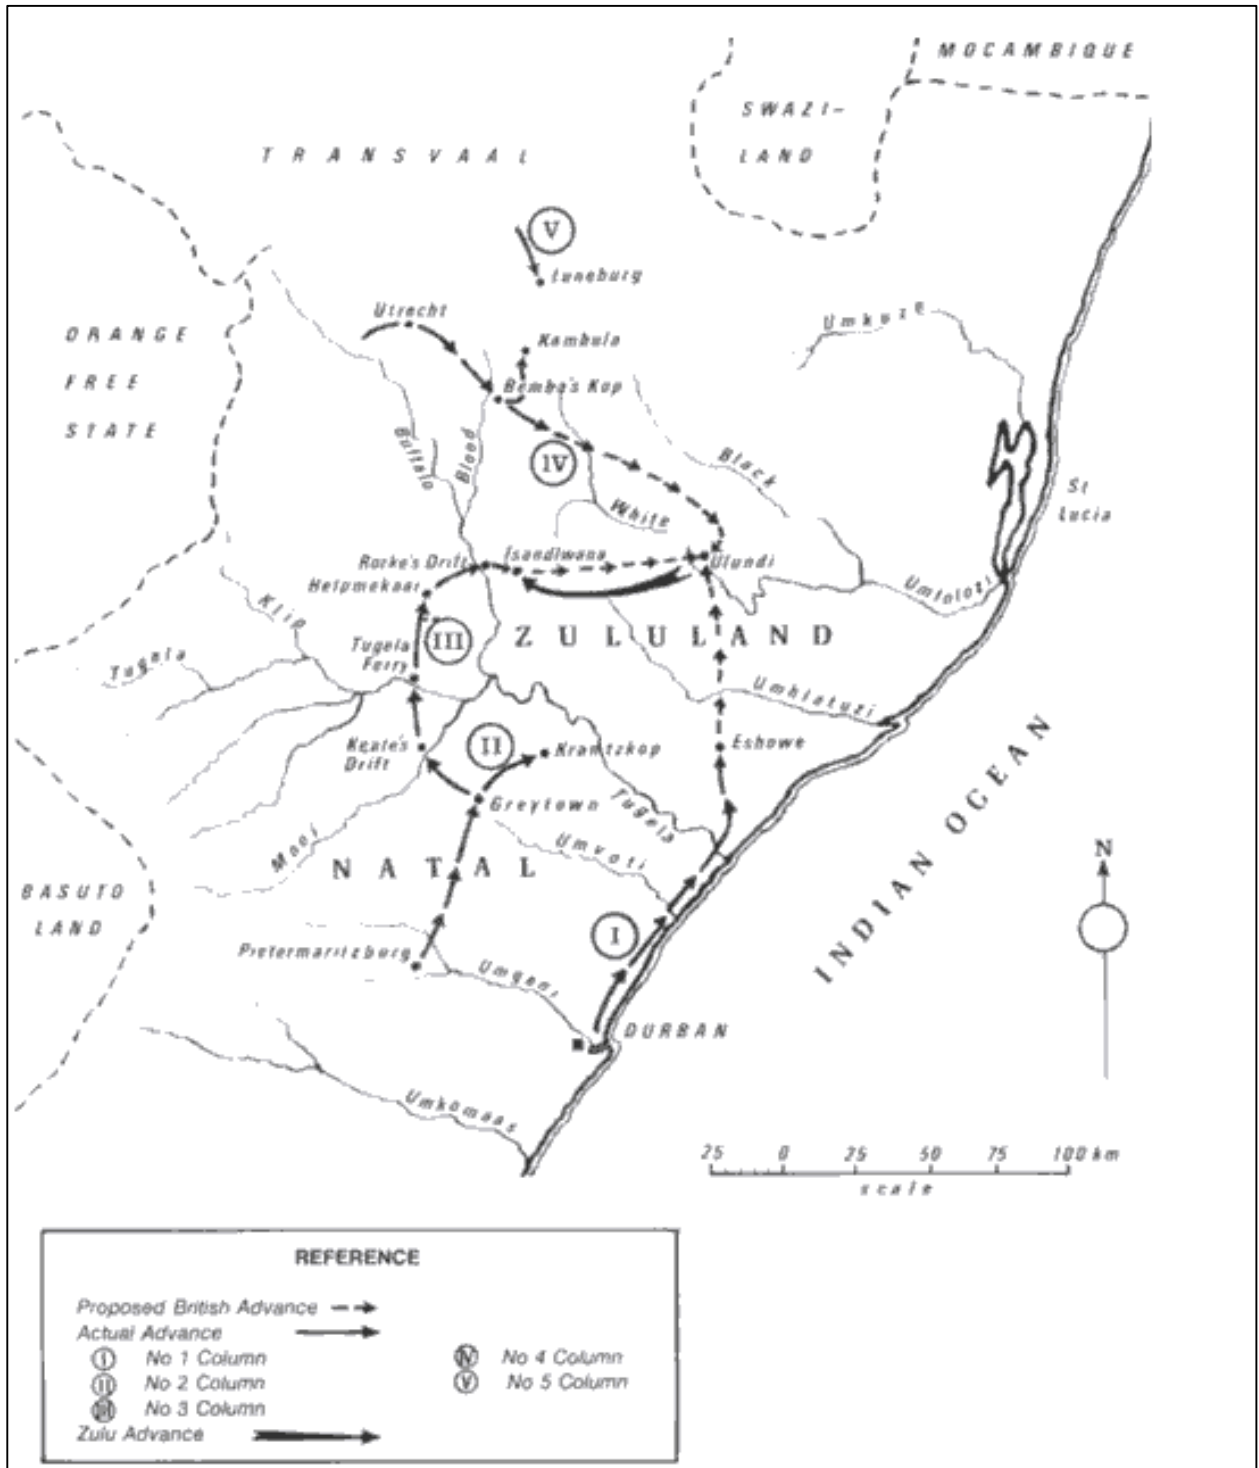 MOCAMBIQUE
SWAZI-
LAND
TRANSVAAL
V
Luneburg
Utrecht
ORANGE
FREE
STATE
Kambula
Umkuze
Bemba's Kop
Buffalo
Blood
IV
Black
St
Lucia
White
Rorke's Drift
Isandlwana
Ulundi
Helpmekaar
Umfolozi
Klip
III
ZULULAND
Tugela
Tugela
Ferry
Umhlatuzi
Keate's
Drift
II
Krantzkop
Eshowe
Greytown
Tugela
Mooi
Umvoti
NATAL
INDIAN OCEAN
N
BASUTO
LAND
I
Pietermaritzburg
Umgeni
DURBAN
Umkomaas
25 0 25 50 75 100 km
scale
REFERENCE
Proposed British Advance
Actual Advance
I No 1 Column
II No 2 Column
III No 3 Column
IV No 4 Column
V No 5 Column
Zulu Advance